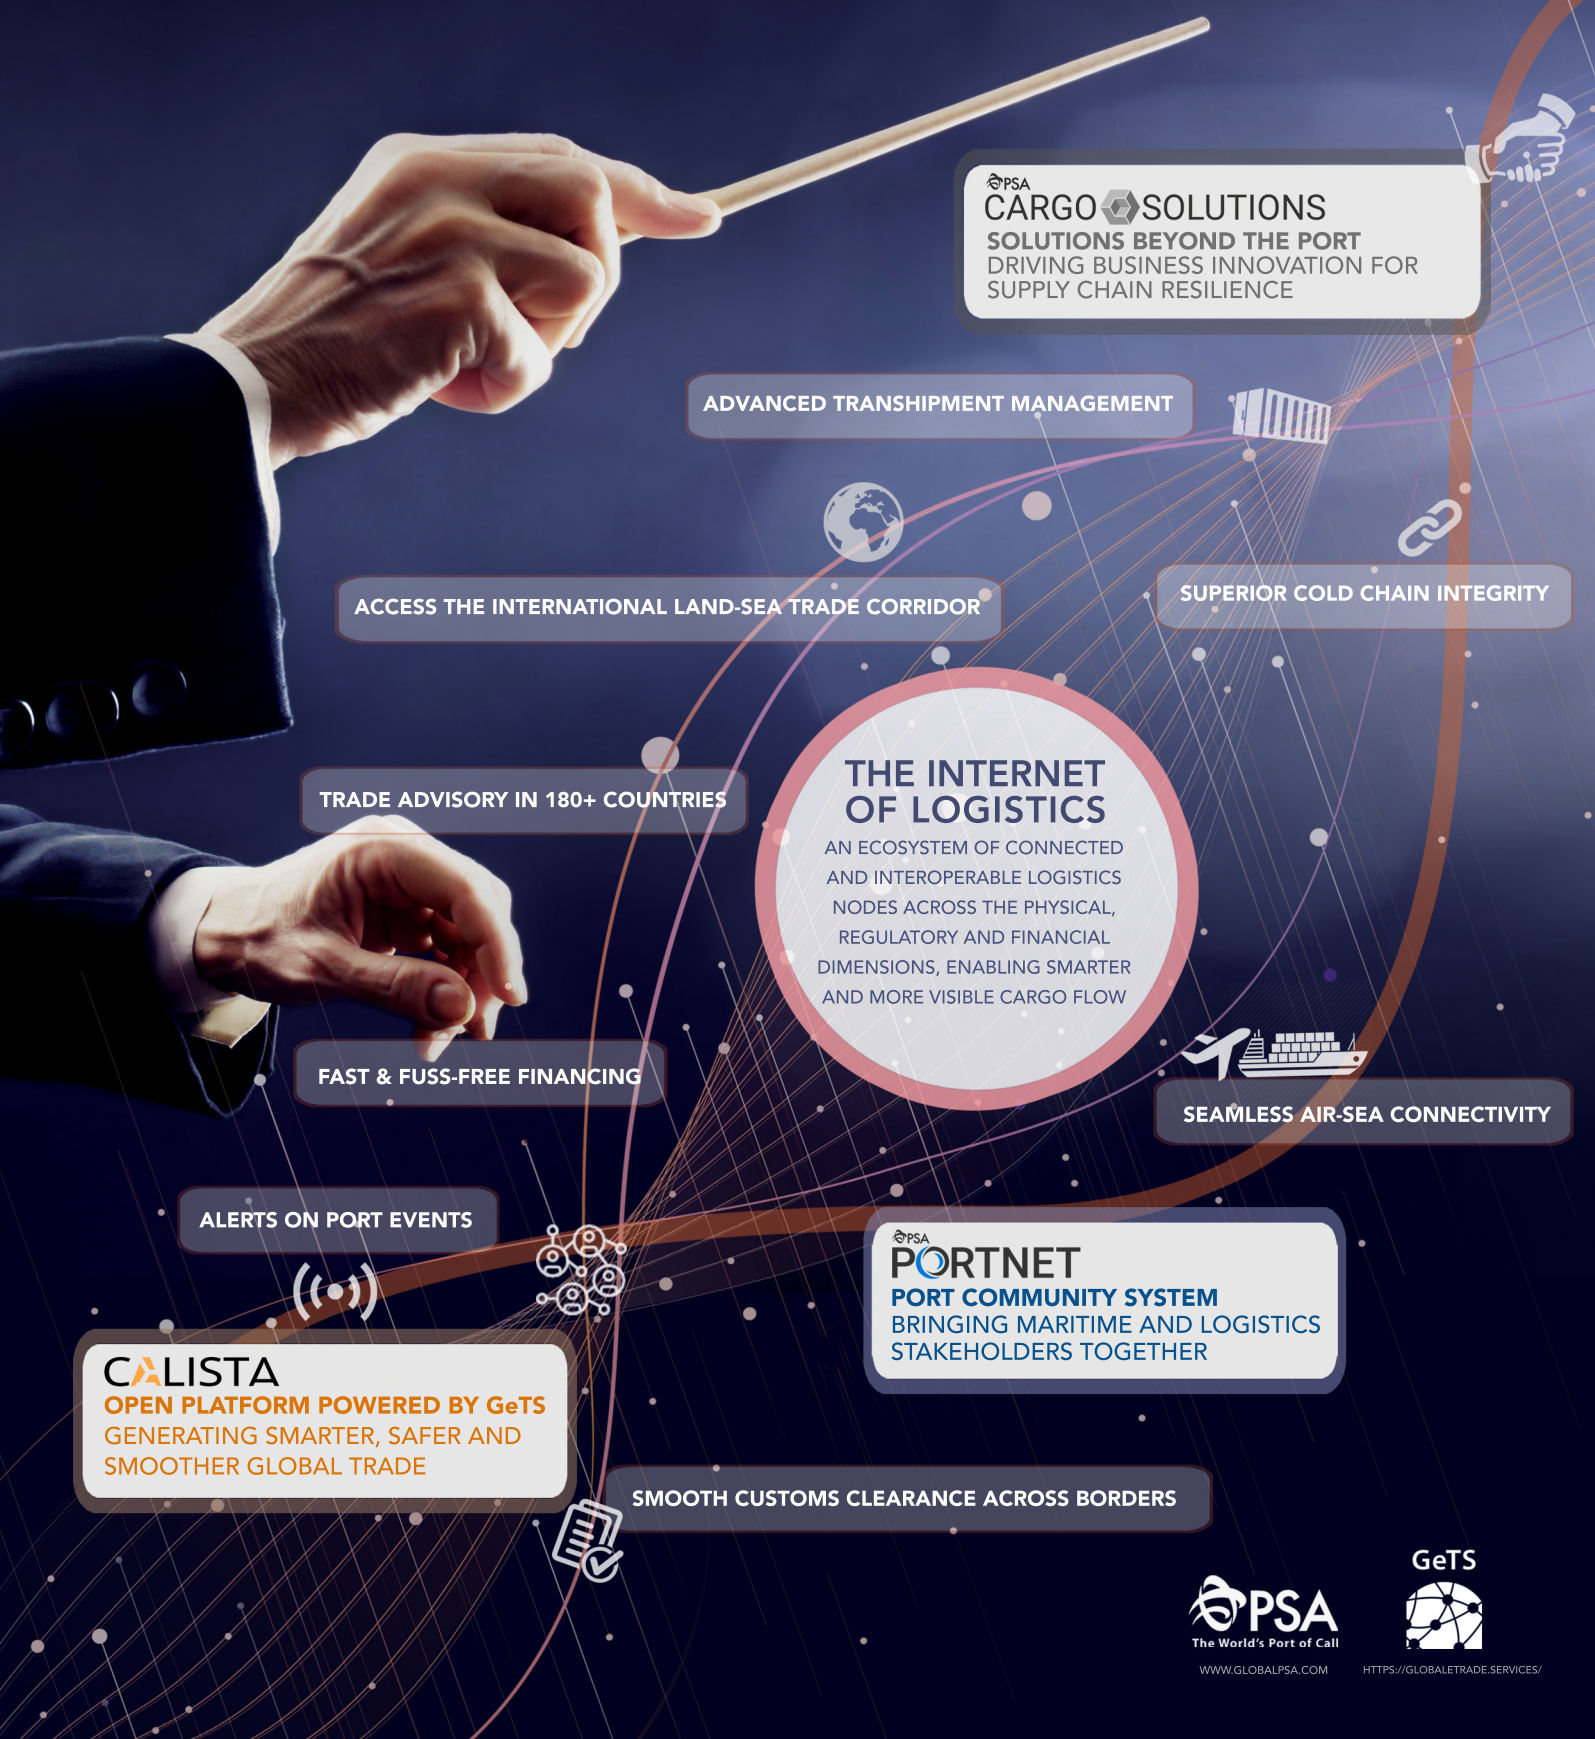 PSA
CARGO SOLUTIONS
SOLUTIONS BEYOND THE PORT
DRIVING BUSINESS INNOVATION FOR
SUPPLY CHAIN RESILIENCE
ADVANCED TRANSHIPMENT MANAGEMENT
SUPERIOR COLD CHAIN INTEGRITY
ACCESS THE INTERNATIONAL LAND-SEA TRADE CORRIDOR
TRADE ADVISORY IN 180+ COUNTRIES
THE INTERNET
OF LOGISTICS
AN ECOSYSTEM OF CONNECTED
AND INTEROPERABLE LOGISTICS
NODES ACROSS THE PHYSICAL,
REGULATORY AND FINANCIAL
DIMENSIONS, ENABLING SMARTER
AND MORE VISIBLE CARGO FLOW
FAST & FUSS-FREE FINANCING
SEAMLESS AIR-SEA CONNECTIVITY
ALERTS ON PORT EVENTS
PSA
PORTNET
PORT COMMUNITY SYSTEM
BRINGING MARITIME AND LOGISTICS
STAKEHOLDERS TOGETHER
CALISTA
OPEN PLATFORM POWERED BY GeTS
GENERATING SMARTER, SAFER AND
SMOOTHER GLOBAL TRADE
SMOOTH CUSTOMS CLEARANCE ACROSS BORDERS
PSA
The World's Port of Call
WWW.GLOBALPSA.COM
GeTS
HTTPS://GLOBALETRADE.SERVICES/